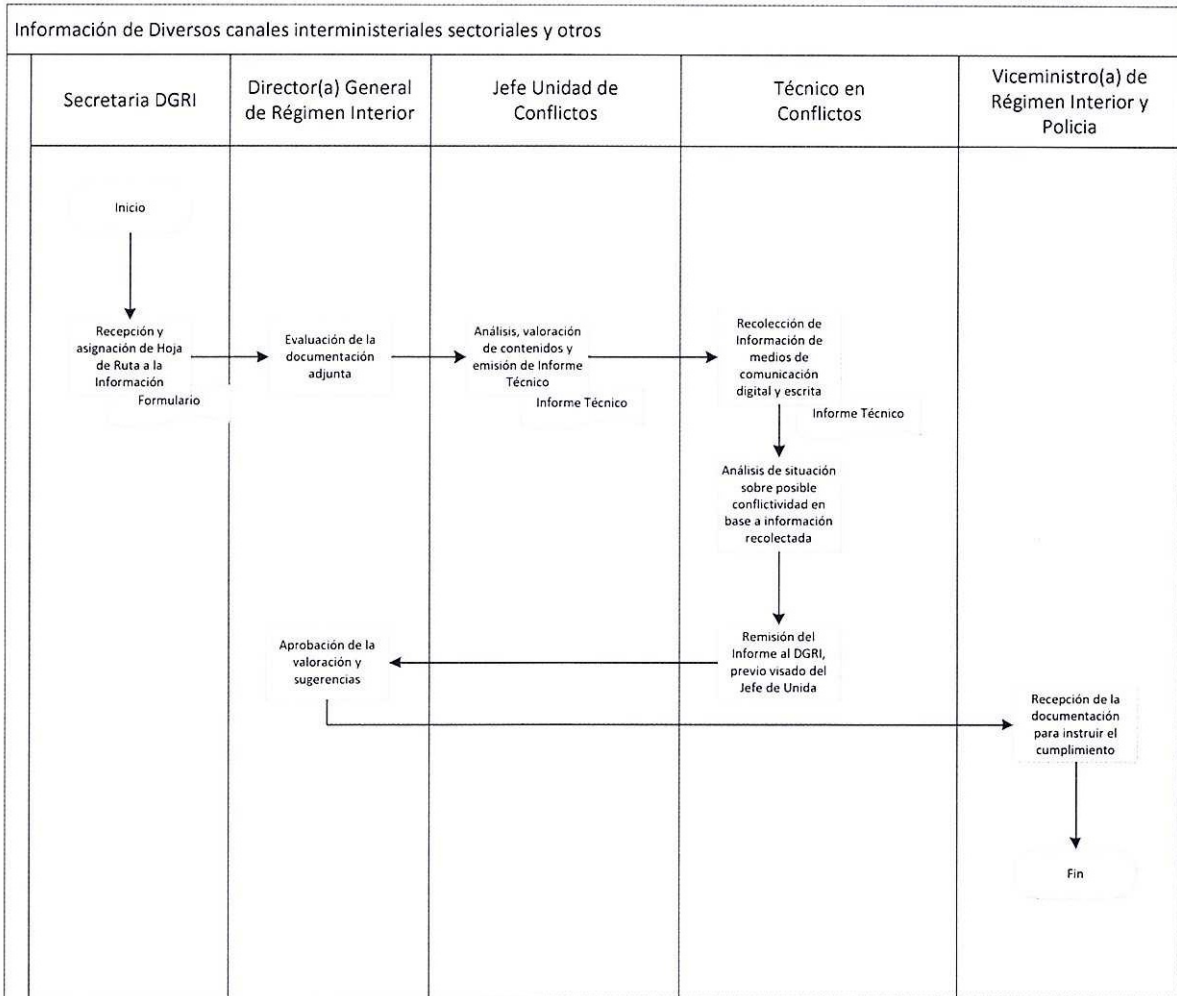 Información de Diversos canales interministeriales sectoriales y otros
Secretaria DGRI
Director(a) General
de Régimen Interior
Jefe Unidad de
Conflictos
Técnico en
Conflictos
Viceministro(a) de
Régimen Interior y
Policia
Inicio
Recepción y
asignación de Hoja
de Ruta a la
Información
Formulario
Evaluación de la
documentación
adjunta
Análisis, valoración
de contenidos y
emisión de Informe
Técnico
Informe Técnico
Recolección de
Información de
medios de
comunicación
digital y escrita
Informe Técnico
Análisis de situación
sobre posible
conflictividad en
base a información
recolectada
Remisión del
Informe al DGRI,
previo visado del
Jefe de Unida
Aprobación de la
valoración y
sugerencias
Recepción de la
documentación
para instruir el
cumplimiento
Fin